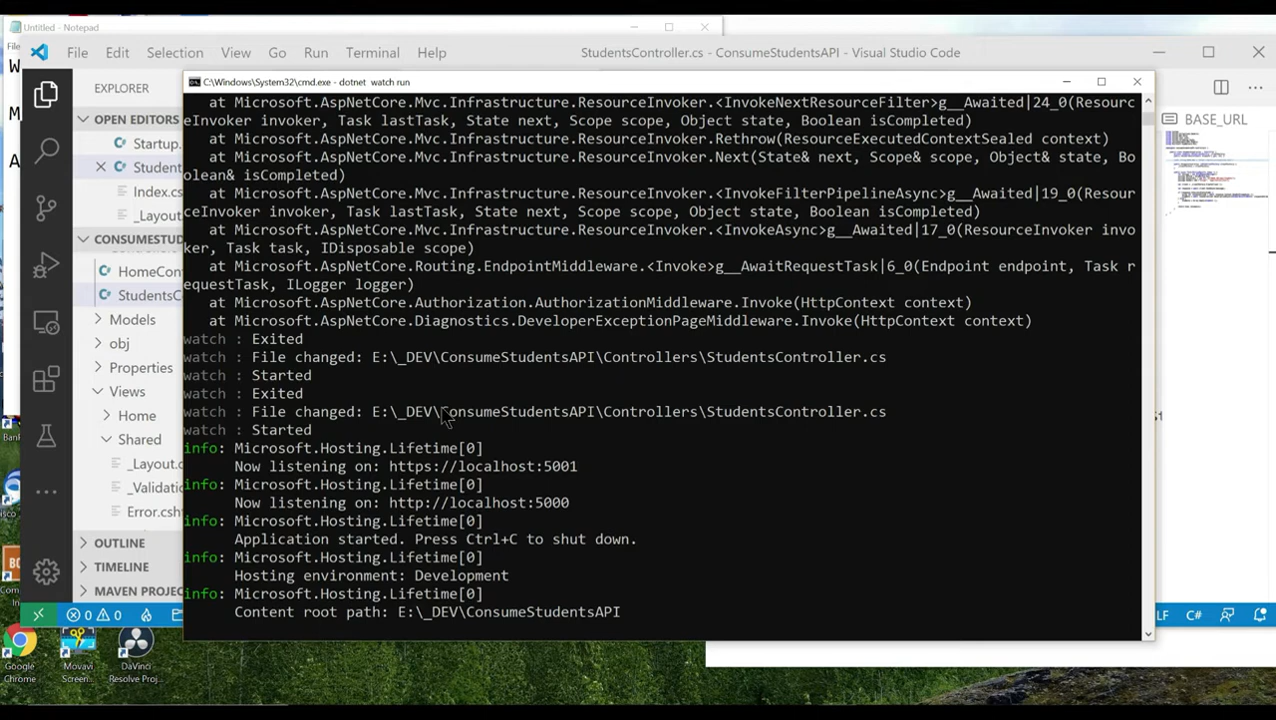 Untitled - Notepad
File Edit Selection View Go Run Terminal Help
StudentsController.cs - ConsumeStudentsAPI - Visual Studio Code
C:\Windows\System32\cmd.exe - dotnet watch run
EXPLORER
OPEN EDITORS
Startup.
Student
Index.cs
_Layout
CONSUMESTUD
HomeCon
StudentsC
Models
obj
Properties
Views
Home
Shared
_Layout.c
_Validati
Error.csht
OUTLINE
TIMELINE
MAVEN PROJEC
BASE_URL
at Microsoft.AspNetCore.Mvc.Infrastructure.ResourceInvoker.<InvokeNextResourceFilter>g__Awaited|24_0(Resourc
eInvoker invoker, Task lastTask, State next, Scope scope, Object state, Boolean isCompleted)
at Microsoft.AspNetCore.Mvc.Infrastructure.ResourceInvoker.Rethrow(ResourceExecutedContextSealed context)
at Microsoft.AspNetCore.Mvc.Infrastructure.ResourceInvoker.Next(State& next, Scope& scope, Object& state, Bo
olean& isCompleted)
at Microsoft.AspNetCore.Mvc.Infrastructure.ResourceInvoker.<InvokeFilterPipelineAsync>g__Awaited|19_0(Resour
ceInvoker invoker, Task lastTask, State next, Scope scope, Object state, Boolean isCompleted)
at Microsoft.AspNetCore.Mvc.Infrastructure.ResourceInvoker.<InvokeAsync>g__Awaited|17_0(ResourceInvoker invo
ker, Task task, IDisposable scope)
at Microsoft.AspNetCore.Routing.EndpointMiddleware.<Invoke>g__AwaitRequestTask|6_0(Endpoint endpoint, Task r
equestTask, ILogger logger)
at Microsoft.AspNetCore.Authorization.AuthorizationMiddleware.Invoke(HttpContext context)
at Microsoft.AspNetCore.Diagnostics.DeveloperExceptionPageMiddleware.Invoke(HttpContext context)
watch : Exited
watch : File changed: E:\_DEV\ConsumeStudentsAPI\Controllers\StudentsController.cs
watch : Started
watch : Exited
watch : File changed: E:\_DEV\ConsumeStudentsAPI\Controllers\StudentsController.cs
watch : Started
info: Microsoft.Hosting.Lifetime[0]
Now listening on: https://localhost:5001
info: Microsoft.Hosting.Lifetime[0]
Now listening on: http://localhost:5000
info: Microsoft.Hosting.Lifetime[0]
Application started. Press Ctrl+C to shut down.
info: Microsoft.Hosting.Lifetime[0]
Hosting environment: Development
info: Microsoft.Hosting.Lifetime[0]
Content root path: E:\_DEV\ConsumeStudentsAPI
0 0
LF C#
Google
Chrome
Movavi
Screen...
DaVinci
Resolve Proj...